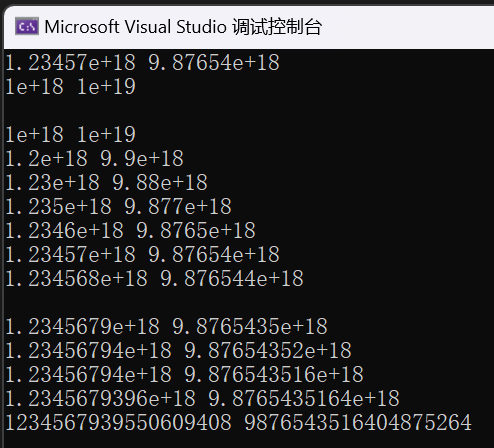 Microsoft Visual Studio 调试控制台
1.23457e+18 9.87654e+18
1e+18 1e+19
1e+18 1e+19
1.2e+18 9.9e+18
1.23e+18 9.88e+18
1.235e+18 9.877e+18
1.2346e+18 9.8765e+18
1.23457e+18 9.87654e+18
1.234568e+18 9.876544e+18
1.2345679e+18 9.8765435e+18
1.23456794e+18 9.87654352e+18
1.23456794e+18 9.876543516e+18
1.2345679396e+18 9.8765435164e+18
1234567939550609408 9876543516404875264